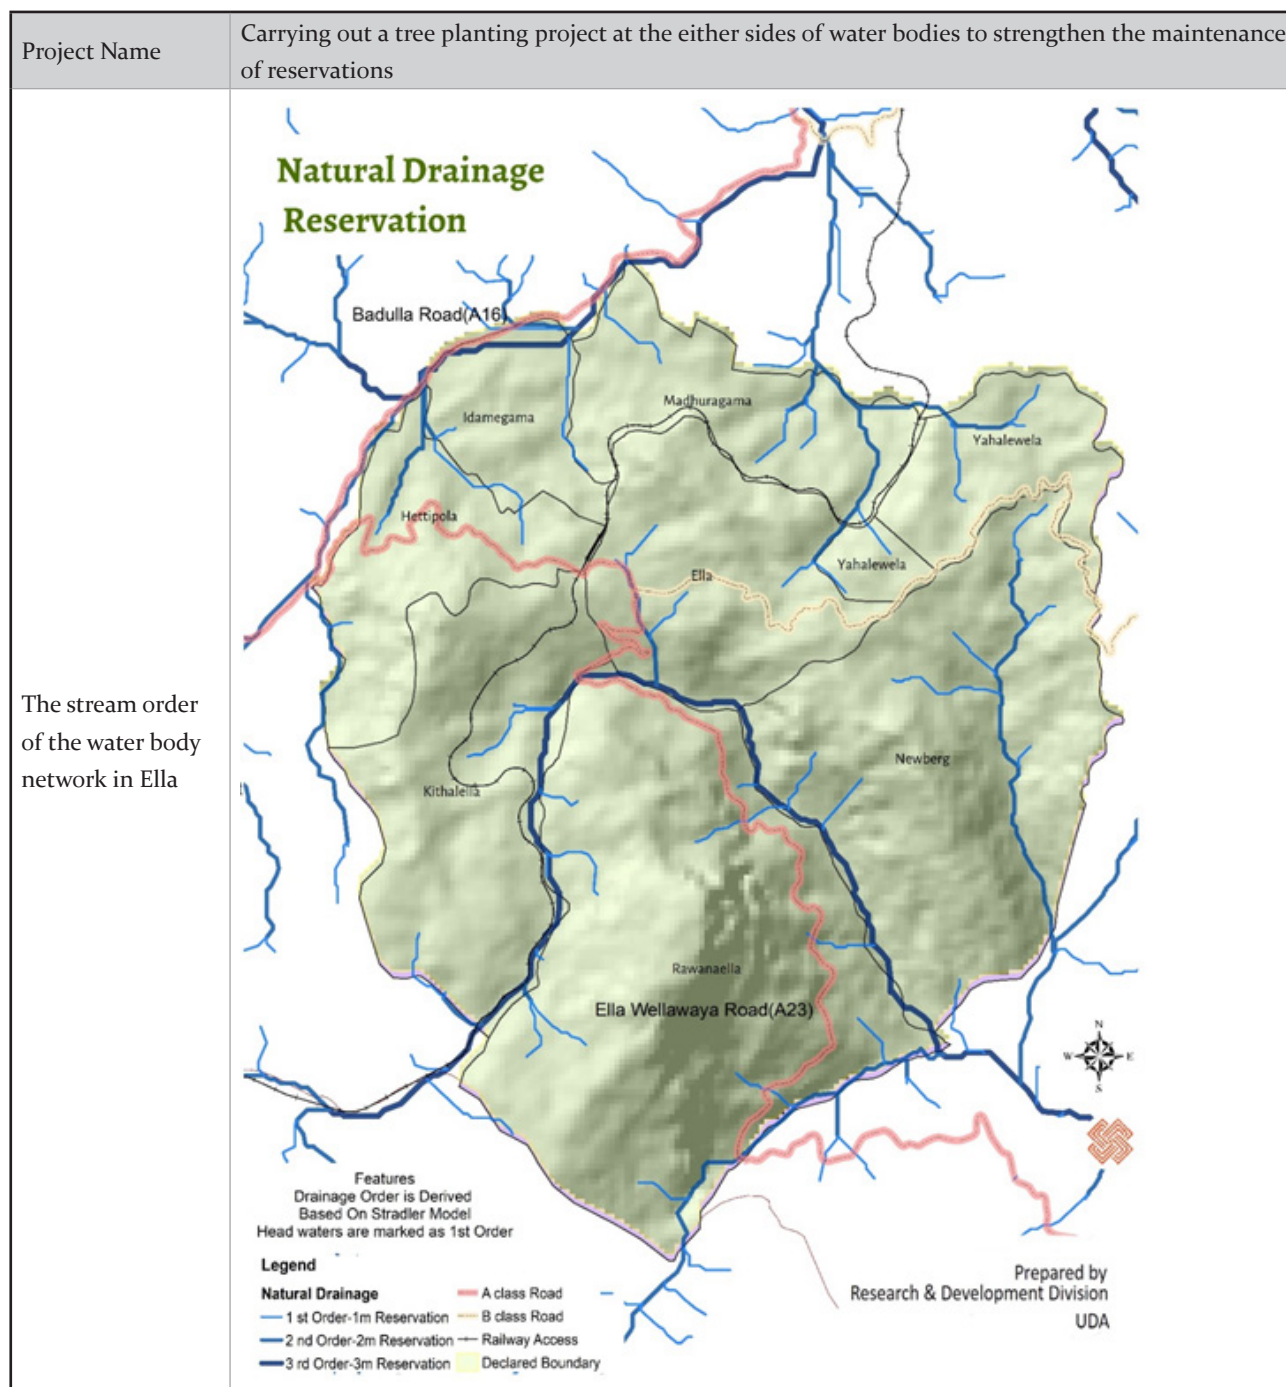 Project Name
Carrying out a tree planting project at the either sides of water bodies to strengthen the maintenance
of reservations
The stream order
of the water body
network in Ella
Natural Drainage
Reservation
Badulla Road(A16)
Idamegama
Madhuragama
Yahalewela
Hettipola
Ella
Yahalewela
Newberg
Kithalella
Rawanaella
Ella Wellawaya Road(A23)
N
W
E
S
Features
Drainage Order is Derived
Based On Stradler Model
Head waters are marked as 1st Order
Legend
Natural Drainage
1 st Order-1m Reservation
2 nd Order-2m Reservation
3 rd Order-3m Reservation
A class Road
B class Road
Railway Access
Declared Boundary
Prepared by
Research & Development Division
UDA